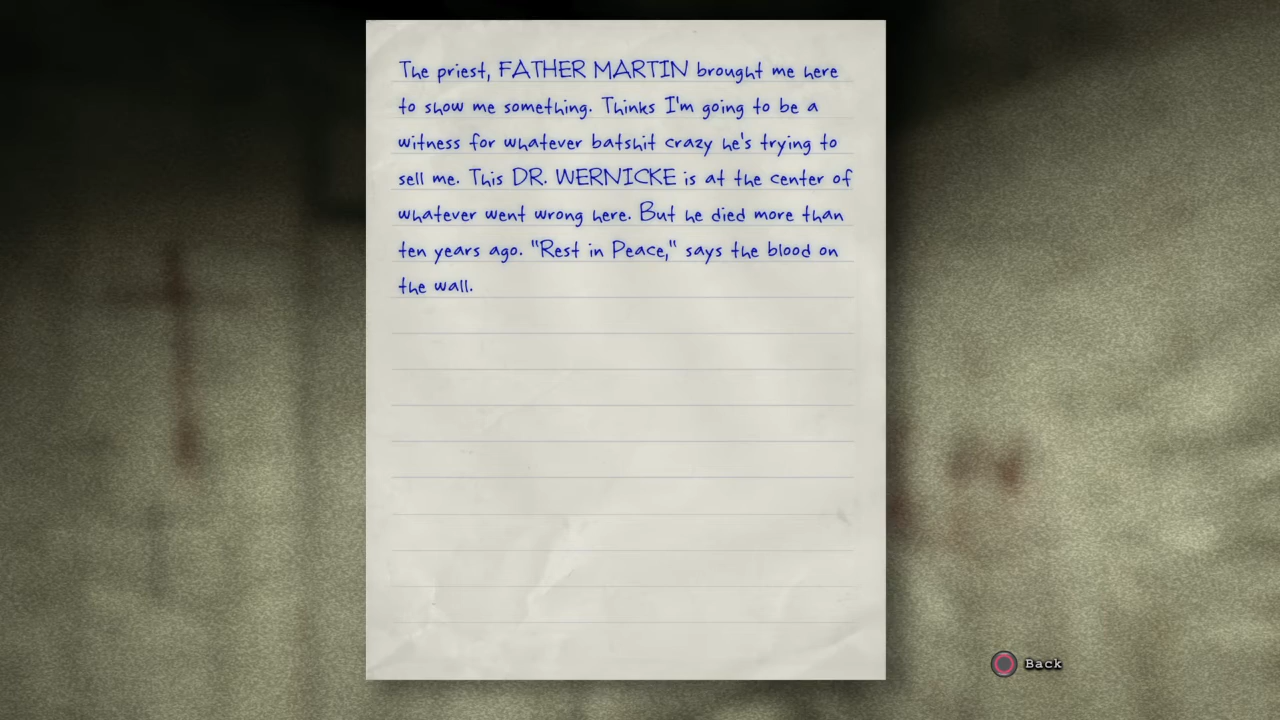 The priest, FATHER MARTIN brought me here
to show me something. Thinks I'm going to be a
witness for whatever batshit crazy he's trying to
sell me. This DR. WERNICKE is at the center of
whatever went wrong here. But he died more than
ten years ago. "Rest in Peace," says the blood on
the wall.
Back